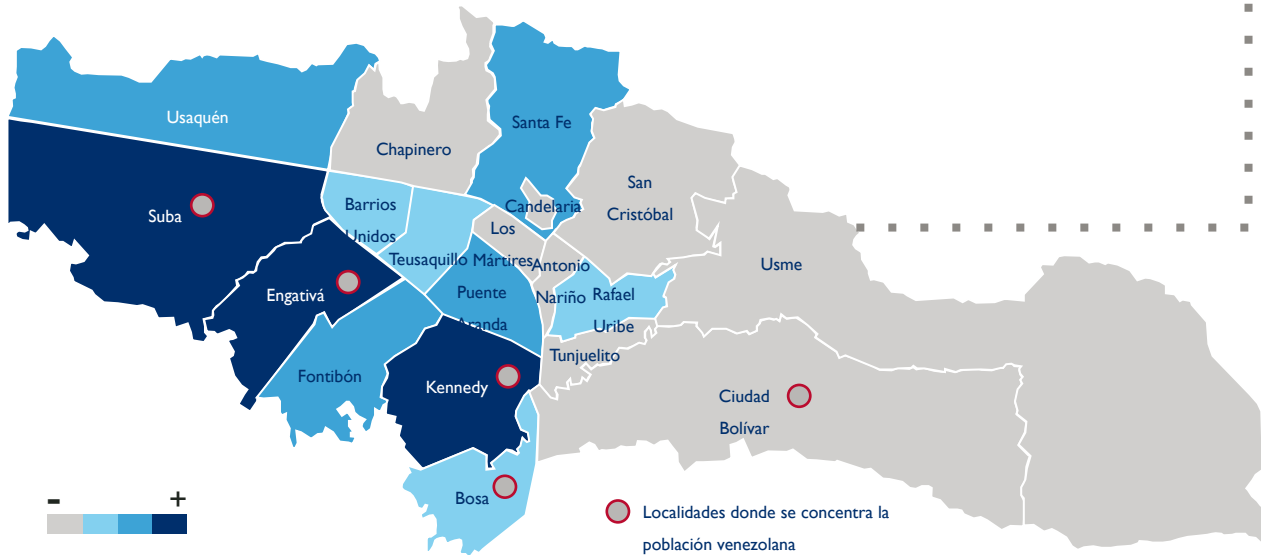 Usaquén
Santa Fe
Chapinero
San
Cristóbal
Suba
Barrios
Unidos
Candelaria
Los
Mártires
Teusaquillo
Antonio
Nariño
Usme
Engativá
Puente
Aranda
Rafael
Uribe
Tunjuelito
Fontibón
Kennedy
Ciudad
Bolívar
Bosa
- +
Localidades donde se concentra la
población venezolana